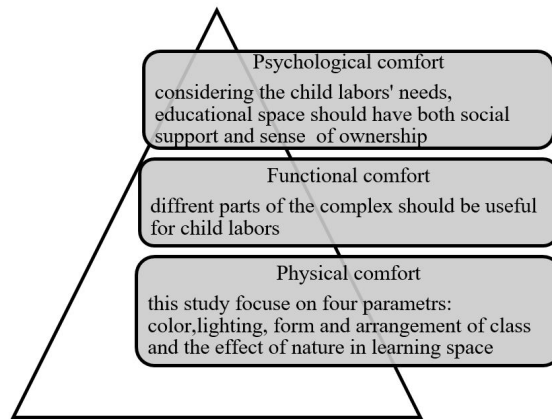 Psychological comfort
considering the child labors' needs,
educational space should have both social
support and sense of ownership
Functional comfort
diffrent parts of the complex should be useful
for child labors
Physical comfort
this study focus on four parametrs:
color,lighting, form and arrangement of class
and the effect of nature in learning space